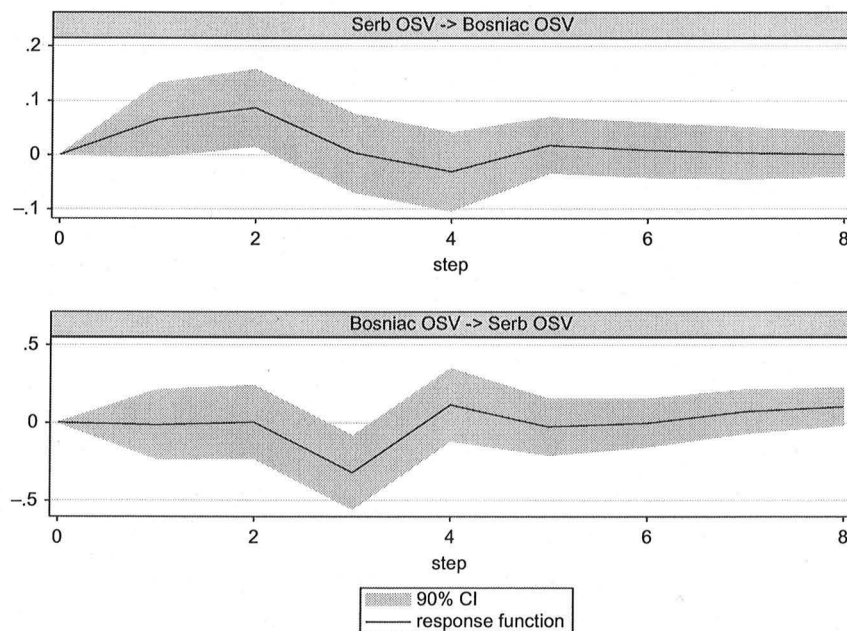 Serb OSV -> Bosniac OSV
.2
.1
0
–.1
0 2 4 6 8
step
Bosniac OSV -> Serb OSV
.5
0
–.5
0 2 4 6 8
step
90% CI
response function